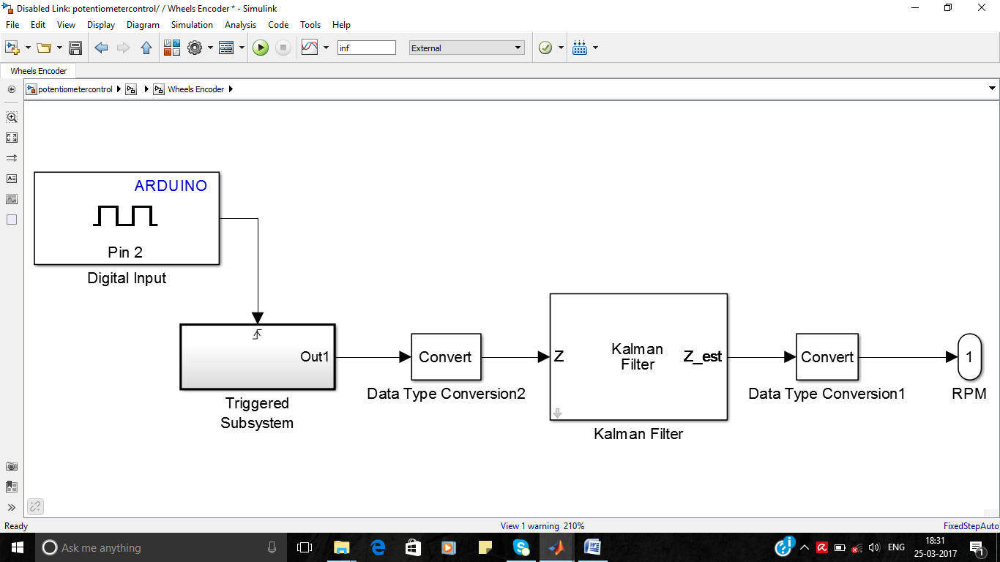 Disabled Link: potentiometercontrol/ / Wheels Encoder * - Simulink
File Edit View Display Diagram Simulation Analysis Code Tools Help
inf External
Wheels Encoder
potentiometercontrol Wheels Encoder
ARDUINO
Pin 2
Digital Input
Out1
Triggered
Subsystem
Convert
Data Type Conversion2
Z
Kalman
Filter
Z_est
Kalman Filter
Convert
Data Type Conversion1
1
RPM
Ready View 1 warning 210% FixedStepAuto
Ask me anything
ENG
18:31
25-03-2017
1